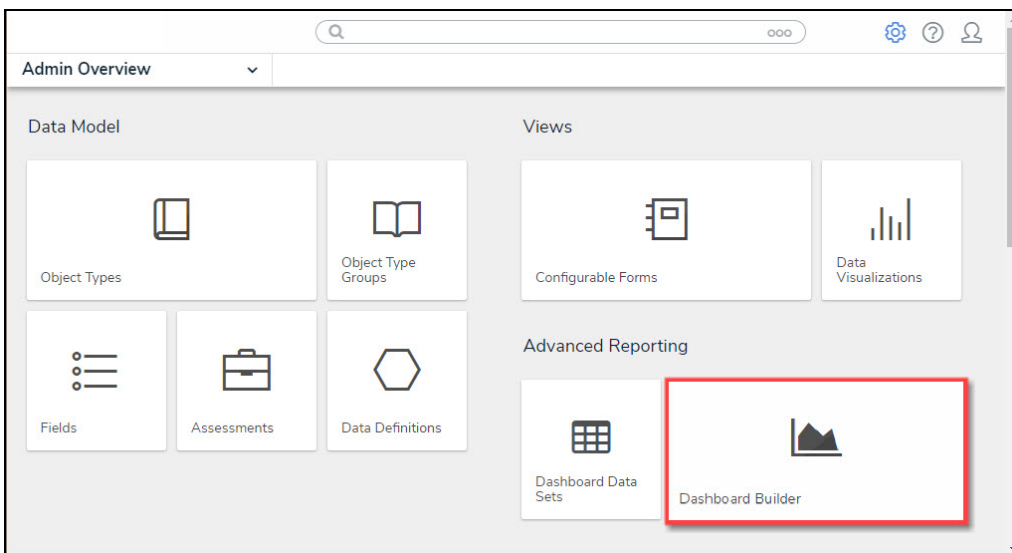 Admin Overview
Data Model
Object Types
Object Type
Groups
Fields
Assessments
Data Definitions
Views
Configurable Forms
Data
Visualizations
Advanced Reporting
Dashboard Data
Sets
Dashboard Builder